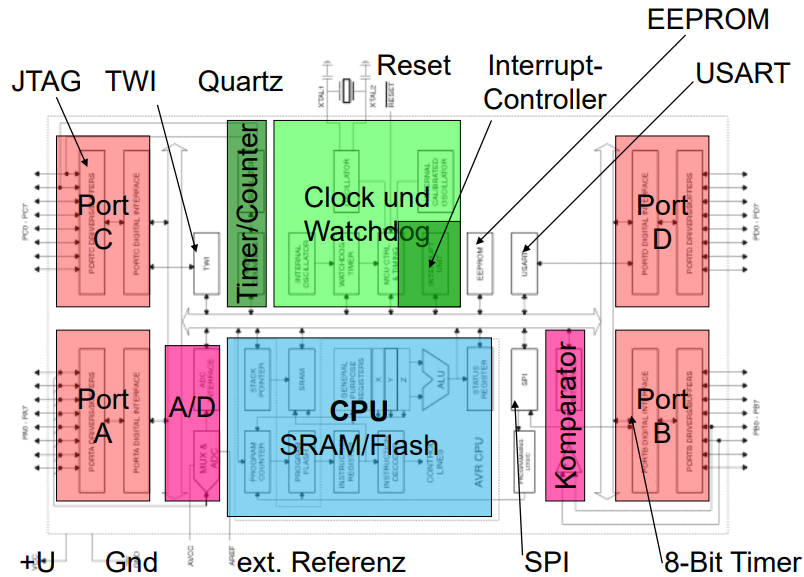 EEPROM
JTAG TWI Quartz Reset Interrupt-
Controller
USART
XTAL1
XTAL2
RESET
Port
C
PORTC DRIVERS/BUFFERS
PORTC DIGITAL INTERFACE
PC0 - PC7
TWI
Timer/Counter
Clock und
Watchdog
OSCILLATOR
INTERNAL
CALIBRATED
OSCILLATOR
INTERNAL
OSCILLATOR
WATCHDOG
TIMER
MCU CTRL
& TIMING
INTERRUPT
UNIT
EEPROM
USART
Port
D
PORTD DIGITAL INTERFACE
PORTD DRIVERS/BUFFERS
PD0 - PD7
Port
A
PORTA DRIVERS/BUFFERS
PORTA DIGITAL INTERFACE
PA0 - PA7
A/D
ADC
INTERFACE
MUX &
ADC
CPU
SRAM/Flash
STACK
POINTER
SRAM
GENERAL
PURPOSE
REGISTERS
X
Y
Z
ALU
STATUS
REGISTER
PROGRAM
COUNTER
PROGRAM
FLASH
INSTRUCTION
REGISTER
INSTRUCTION
DECODER
CONTROL
LINES
AVR CPU
SPI
PROGRAMMING
LOGIC
Komparator
Port
B
PORTB DIGITAL INTERFACE
PORTB DRIVERS/BUFFERS
PB0 - PB7
AVCC
AREF
+U Gnd ext. Referenz SPI 8-Bit Timer